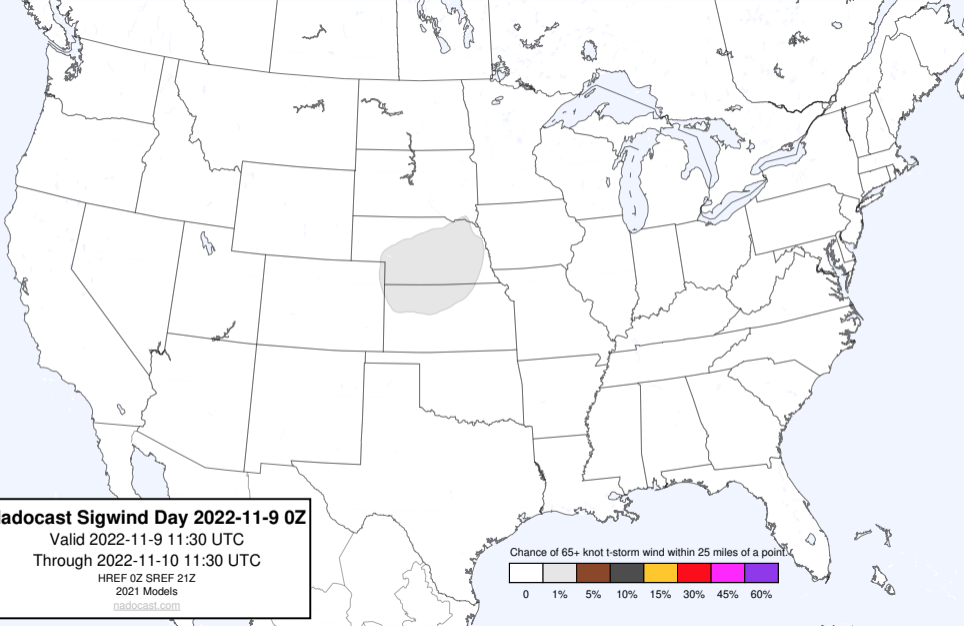 adocast Sigwind Day 2022-11-9 0Z
Valid 2022-11-9 11:30 UTC
Through 2022-11-10 11:30 UTC
HREF 0Z SREF 21Z
2021 Models
nadocast.com
Chance of 65+ knot t-storm wind within 25 miles of a point.
0 1% 5% 10% 15% 30% 45% 60%